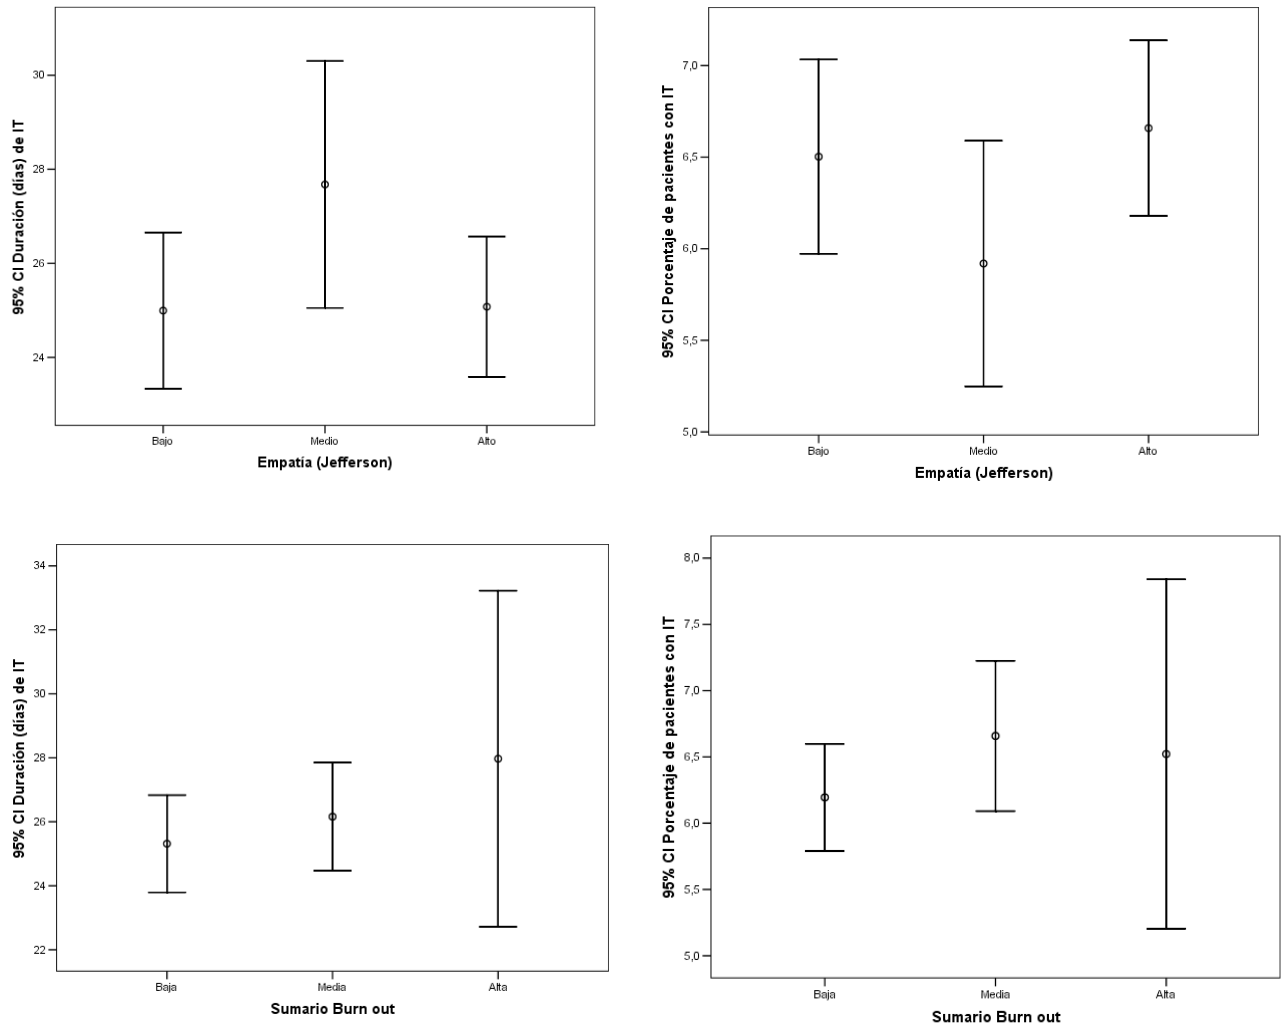 95% CI Duración (días) de IT
30
28
26
24
Bajo
Medio
Alto
Empatía (Jefferson)
95% CI Porcentaje de pacientes con IT
7,0
6,5
6,0
5,5
5,0
Bajo
Medio
Alto
Empatía (Jefferson)
95% CI Duración (días) de IT
34
32
30
28
26
24
22
Baja
Media
Alta
Sumario Burn out
95% CI Porcentaje de pacientes con IT
8,0
7,5
7,0
6,5
6,0
5,5
5,0
Baja
Media
Alta
Sumario Burn out